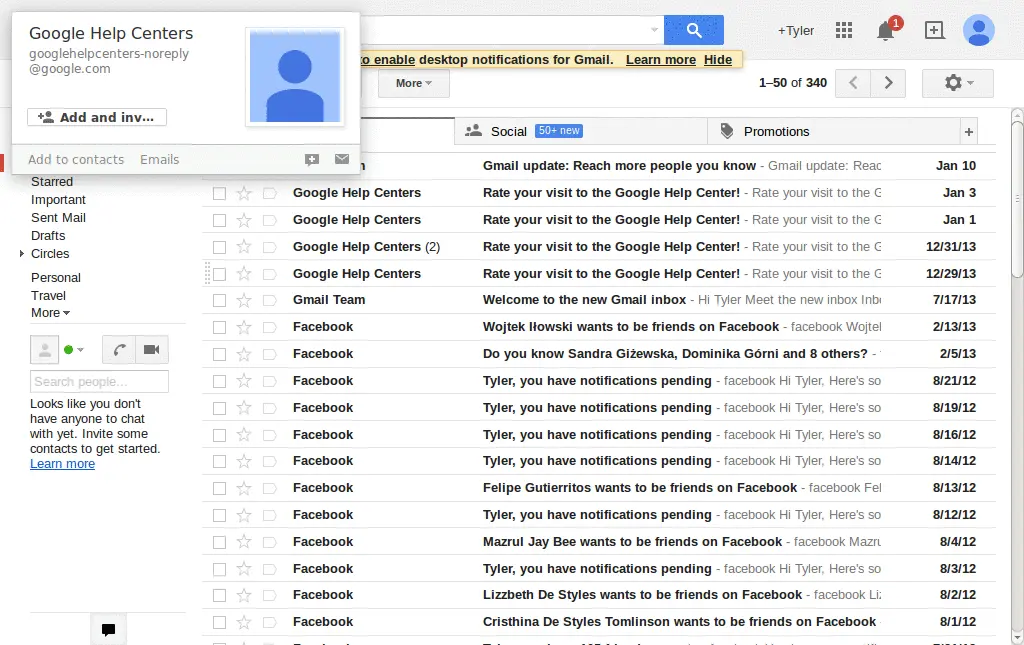 Google Help Centers
googlehelpcenters-noreply
@google.com
Add and inv...
Add to contacts Emails
+Tyler
1
to enable desktop notifications for Gmail. Learn more Hide
More
1–50 of 340
Social 50+ new
Promotions
+
Starred
Important
Sent Mail
Drafts
Circles
Personal
Travel
More
Search people...
Looks like you don't
have anyone to chat
with yet. Invite some
contacts to get started.
Learn more
Gmail update: Reach more people you know - Gmail update: Reac Jan 10
Google Help Centers Rate your visit to the Google Help Center! - Rate your visit to the G Jan 3
Google Help Centers Rate your visit to the Google Help Center! - Rate your visit to the G Jan 1
Google Help Centers (2) Rate your visit to the Google Help Center! - Rate your visit to the G 12/31/13
Google Help Centers Rate your visit to the Google Help Center! - Rate your visit to the G 12/29/13
Gmail Team Welcome to the new Gmail inbox - Hi Tyler Meet the new inbox Inb 7/17/13
Facebook Wojtek Iłowski wants to be friends on Facebook - facebook Wojtek 2/13/13
Facebook Do you know Sandra Giżewska, Dominika Górni and 8 others? - 2/5/13
Facebook Tyler, you have notifications pending - facebook Hi Tyler, Here's so 8/21/12
Facebook Tyler, you have notifications pending - facebook Hi Tyler, Here's so 8/19/12
Facebook Tyler, you have notifications pending - facebook Hi Tyler, Here's so 8/16/12
Facebook Tyler, you have notifications pending - facebook Hi Tyler, Here's so 8/14/12
Facebook Felipe Gutierritos wants to be friends on Facebook - facebook Fel 8/13/12
Facebook Tyler, you have notifications pending - facebook Hi Tyler, Here's so 8/9/12
Facebook Mazrul Jay Bee wants to be friends on Facebook - facebook Mazru 8/4/12
Facebook Tyler, you have notifications pending - facebook Hi Tyler, Here's so 8/3/12
Facebook Lizzbeth De Styles wants to be friends on Facebook - facebook Liz 8/2/12
Facebook Cristhina De Styles Tomlinson wants to be friends on Facebook 8/1/12